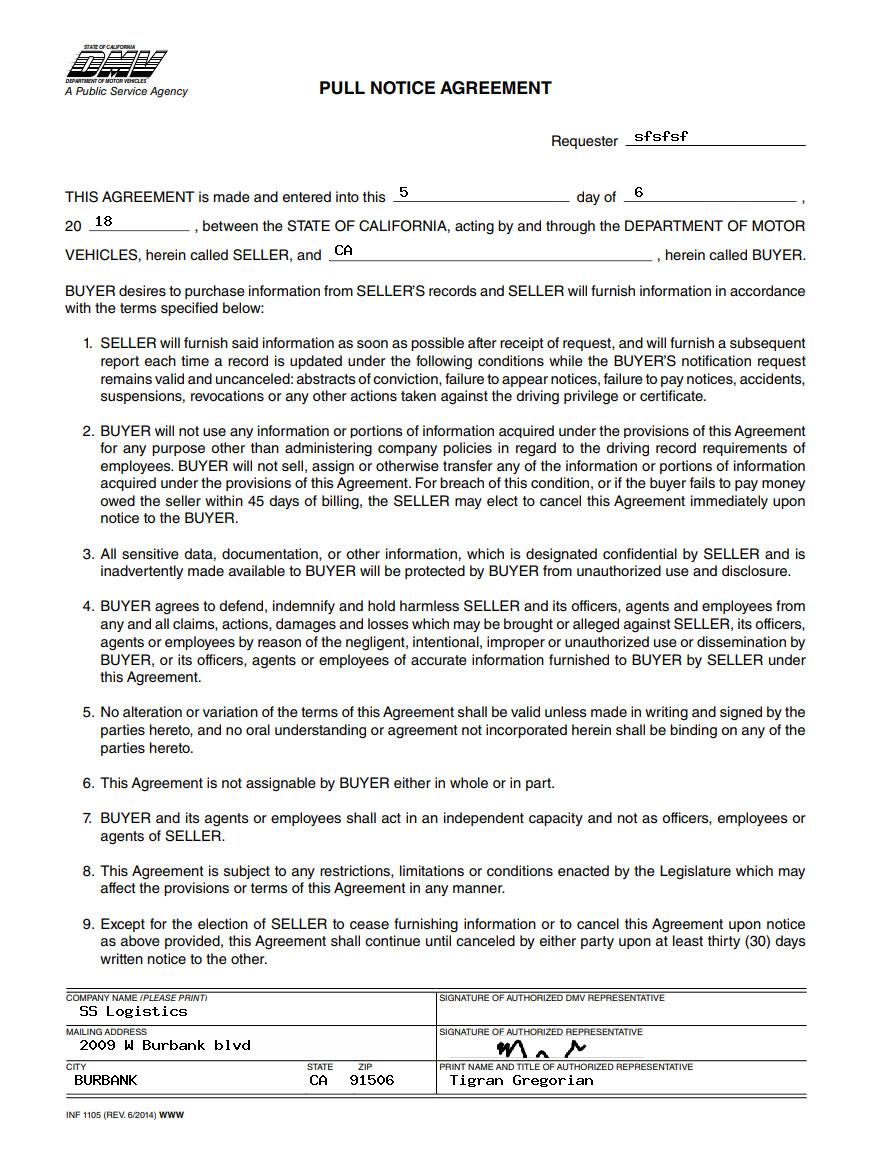 STATE OF CALIFORNIA
DMV
DEPARTMENT OF MOTOR VEHICLES
A Public Service Agency
PULL NOTICE AGREEMENT
Requester sfsfsf
THIS AGREEMENT is made and entered into this 5 day of 6 ,
20 18 , between the STATE OF CALIFORNIA, acting by and through the DEPARTMENT OF MOTOR
VEHICLES, herein called SELLER, and CA , herein called BUYER.
BUYER desires to purchase information from SELLER'S records and SELLER will furnish information in accordance
with the terms specified below:
1. SELLER will furnish said information as soon as possible after receipt of request, and will furnish a subsequent
report each time a record is updated under the following conditions while the BUYER'S notification request
remains valid and uncanceled: abstracts of conviction, failure to appear notices, failure to pay notices, accidents,
suspensions, revocations or any other actions taken against the driving privilege or certificate.
2. BUYER will not use any information or portions of information acquired under the provisions of this Agreement
for any purpose other than administering company policies in regard to the driving record requirements of
employees. BUYER will not sell, assign or otherwise transfer any of the information or portions of information
acquired under the provisions of this Agreement. For breach of this condition, or if the buyer fails to pay money
owed the seller within 45 days of billing, the SELLER may elect to cancel this Agreement immediately upon
notice to the BUYER.
3. All sensitive data, documentation, or other information, which is designated confidential by SELLER and is
inadvertently made available to BUYER will be protected by BUYER from unauthorized use and disclosure.
4. BUYER agrees to defend, indemnify and hold harmless SELLER and its officers, agents and employees from
any and all claims, actions, damages and losses which may be brought or alleged against SELLER, its officers,
agents or employees by reason of the negligent, intentional, improper or unauthorized use or dissemination by
BUYER, or its officers, agents or employees of accurate information furnished to BUYER by SELLER under
this Agreement.
5. No alteration or variation of the terms of this Agreement shall be valid unless made in writing and signed by the
parties hereto, and no oral understanding or agreement not incorporated herein shall be binding on any of the
parties hereto.
6. This Agreement is not assignable by BUYER either in whole or in part.
7. BUYER and its agents or employees shall act in an independent capacity and not as officers, employees or
agents of SELLER.
8. This Agreement is subject to any restrictions, limitations or conditions enacted by the Legislature which may
affect the provisions or terms of this Agreement in any manner.
9. Except for the election of SELLER to cease furnishing information or to cancel this Agreement upon notice
as above provided, this Agreement shall continue until canceled by either party upon at least thirty (30) days
written notice to the other.
COMPANY NAME (PLEASE PRINT) SIGNATURE OF AUTHORIZED DMV REPRESENTATIVE
SS Logistics
MAILING ADDRESS SIGNATURE OF AUTHORIZED REPRESENTATIVE
2009 W Burbank blvd
CITY STATE ZIP PRINT NAME AND TITLE OF AUTHORIZED REPRESENTATIVE
BURBANK CA 91506 Tigran Gregorian
INF 1105 (REV. 6/2014) WWW